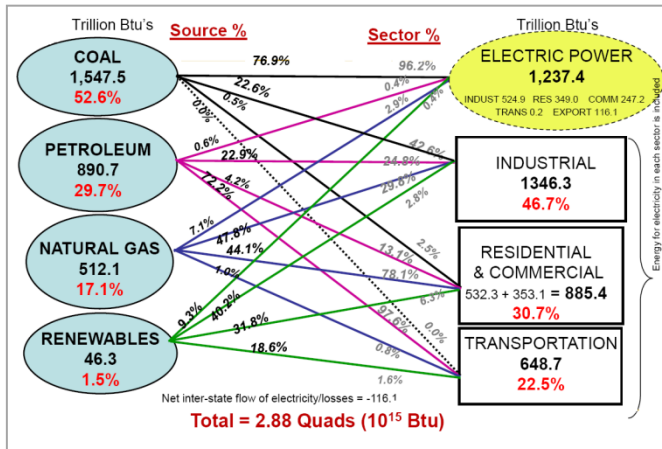 Trillion Btu's
Source %
Sector %
Trillion Btu's
COAL
1,547.5
52.6%
PETROLEUM
890.7
29.7%
NATURAL GAS
512.1
17.1%
RENEWABLES
46.3
1.5%
76.9%
22.6%
0.5%
0.0%
0.6%
22.9%
4.2%
72.2%
7.1%
47.8%
44.1%
1.0%
9.3%
40.2%
31.8%
18.6%
96.2%
0.4%
2.9%
0.4%
42.6%
24.8%
29.8%
2.8%
2.5%
13.1%
78.1%
6.3%
0.0%
97.6%
0.8%
1.6%
ELECTRIC POWER
1,237.4
INDUST 524.9 RES 349.0 COMM 247.2
TRANS 0.2 EXPORT 116.1
INDUSTRIAL
1346.3
46.7%
RESIDENTIAL
& COMMERCIAL
532.3 + 353.1 = 885.4
30.7%
TRANSPORTATION
648.7
22.5%
Energy for electricity in each sector is included
Net inter-state flow of electricity/losses = -116.1
Total = 2.88 Quads (10¹⁵ Btu)